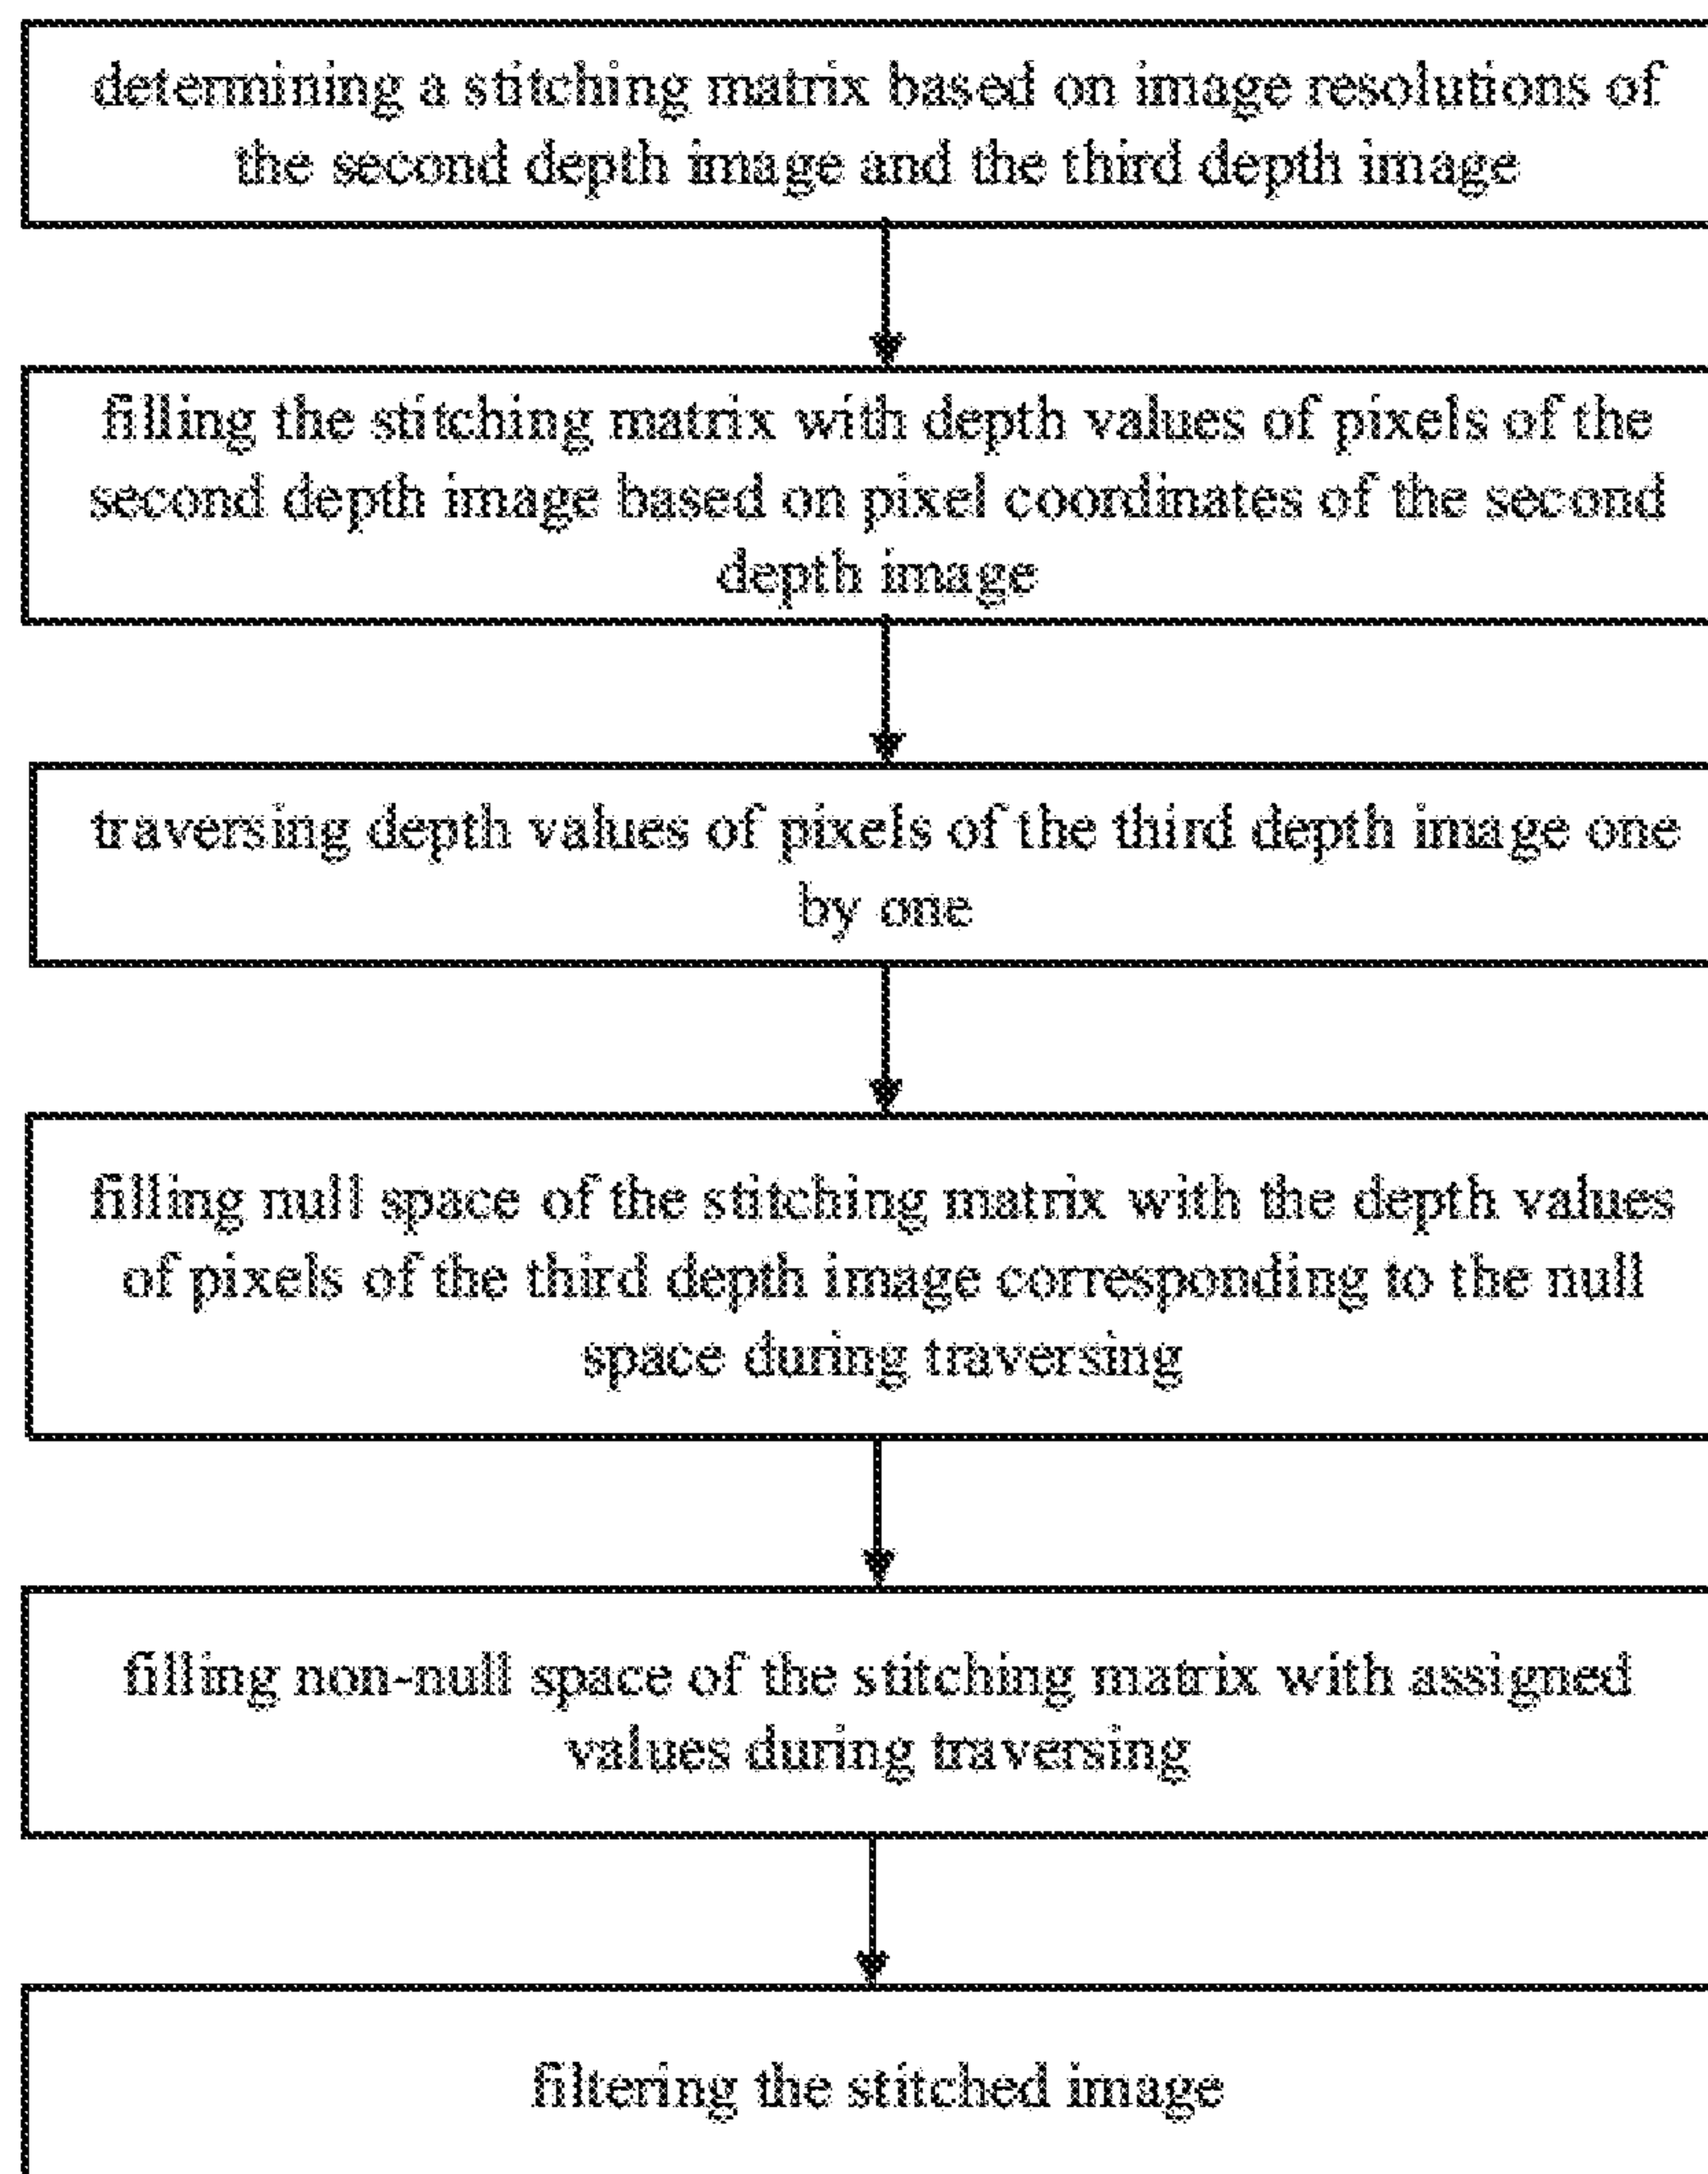 determining a stitching matrix based on image resolutions of
the second depth image and the third depth image
filling the stitching matrix with depth values of pixels of the
second depth image based on pixel coordinates of the second
depth image
traversing depth values of pixels of the third depth image one
by one
filling null space of the stitching matrix with the depth values
of pixels of the third depth image corresponding to the null
space during traversing
filling non-null space of the stitching matrix with assigned
values during traversing
filtering the stitched image